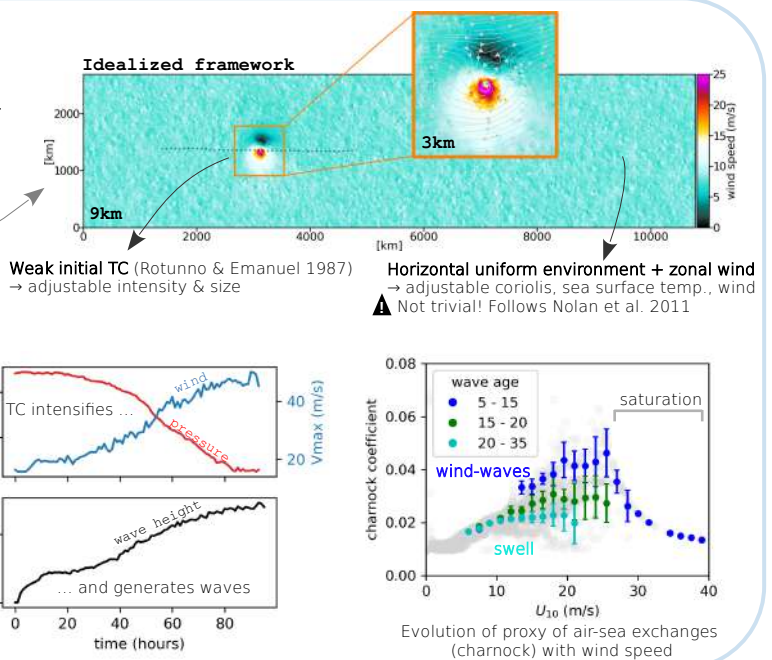 Idealized framework
2000
1000
0
[km]
9km
3km
0
2000
4000
6000
8000
10000
[km]
25
20
15
10
5
0
wind speed (m/s)
Weak initial TC (Rotunno & Emanuel 1987)
→ adjustable intensity & size
Horizontal uniform environment + zonal wind
→ adjustable coriolis, sea surface temp., wind
! Not trivial! Follows Nolan et al. 2011
TC intensifies ...
wind
pressure
40
20
Vmax (m/s)
wave height
... and generates waves
0
20
40
60
80
time (hours)
0.08
0.06
0.04
0.02
0.00
charnock coefficient
wave age
5 - 15
15 - 20
20 - 35
saturation
wind-waves
swell
0
10
20
30
40
U10 (m/s)
Evolution of proxy of air-sea exchanges
(charnock) with wind speed